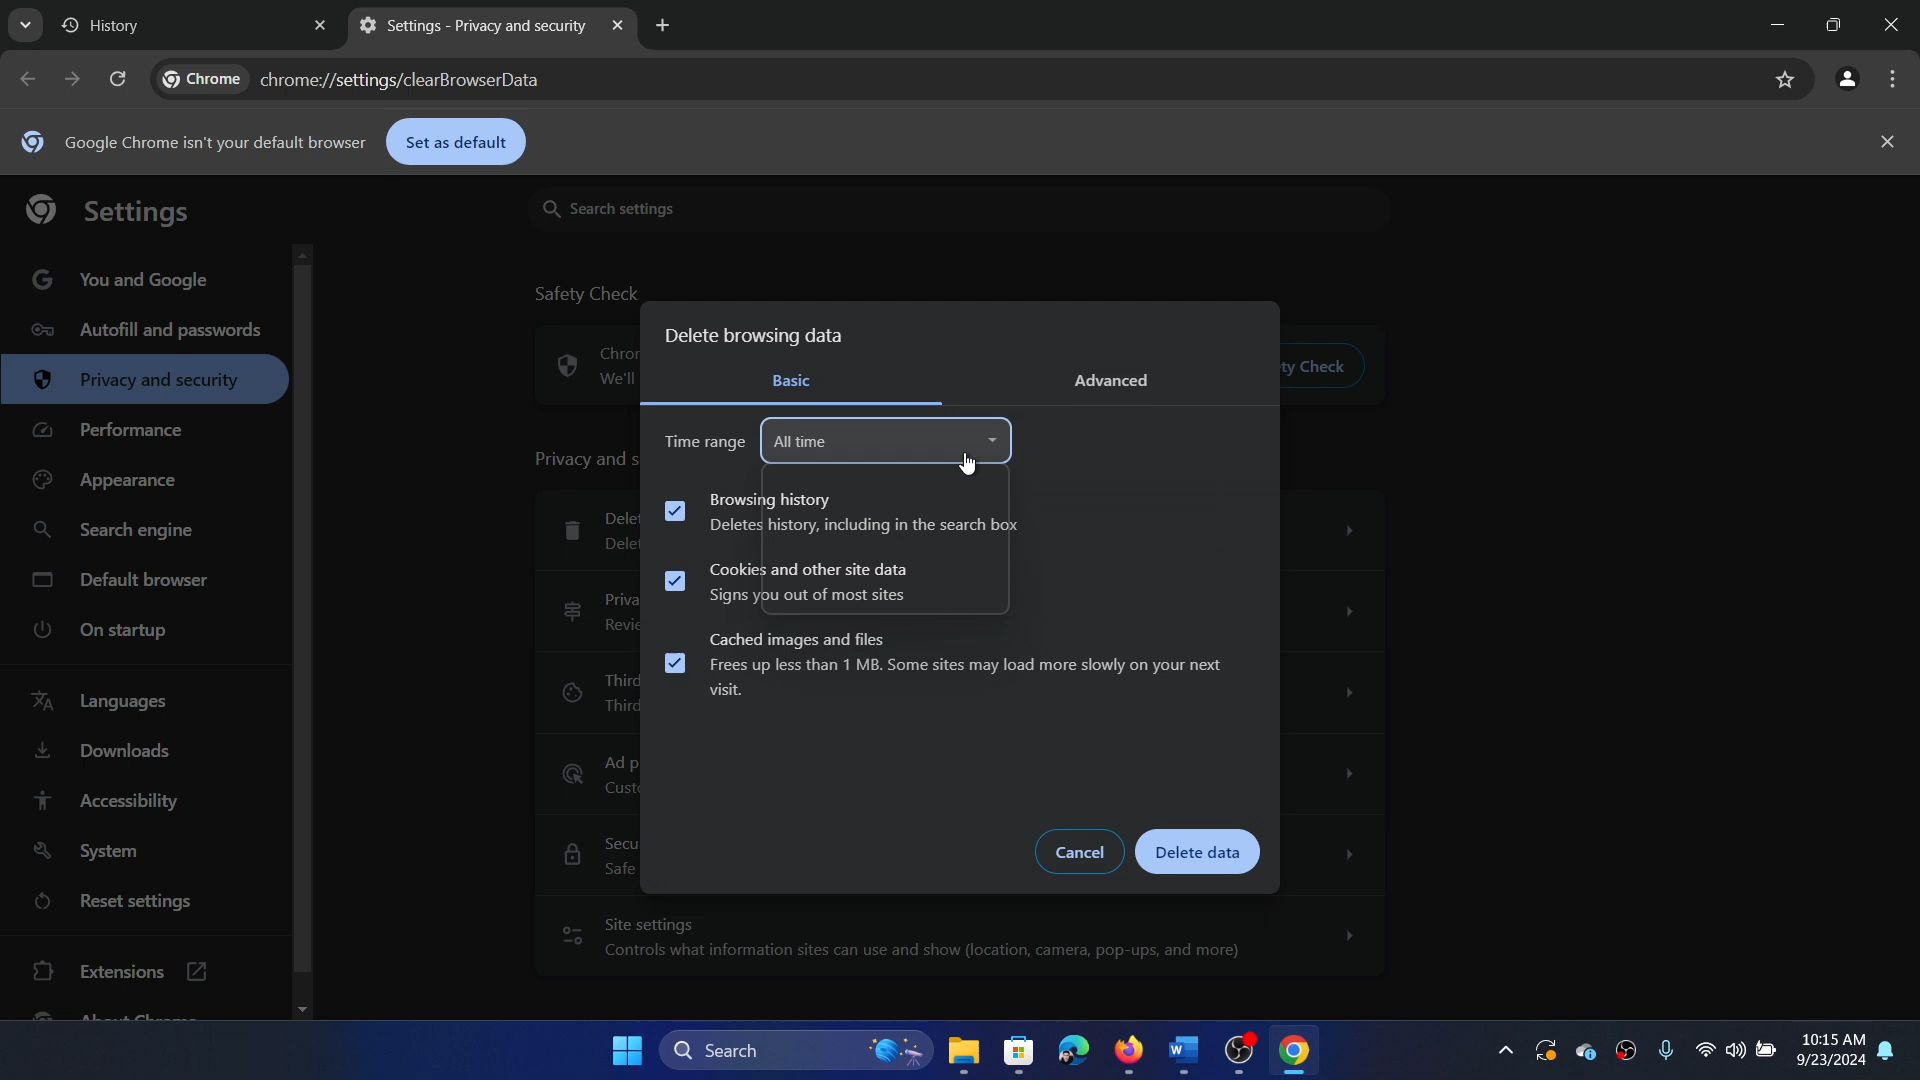 History
Settings - Privacy and security
Chrome
chrome://settings/clearBrowserData
Google Chrome isn't your default browser
Set as default
Settings
Search settings
You and Google
Autofill and passwords
Privacy and security
Performance
Appearance
Search engine
Default browser
On startup
Languages
Downloads
Accessibility
System
Reset settings
Extensions
About Chrome
Safety Check
Chron
We'll
ty Check
Privacy and s
Delet
Delet
Priva
Revie
Third
Third
Ad p
Custo
Secu
Safe
Site settings
Controls what information sites can use and show (location, camera, pop-ups, and more)
Delete browsing data
Basic
Advanced
Time range
All time
Browsing history
Deletes history, including in the search box
Cookies and other site data
Signs you out of most sites
Cached images and files
Frees up less than 1 MB. Some sites may load more slowly on your next
visit.
Cancel
Delete data
Search
10:15 AM
9/23/2024